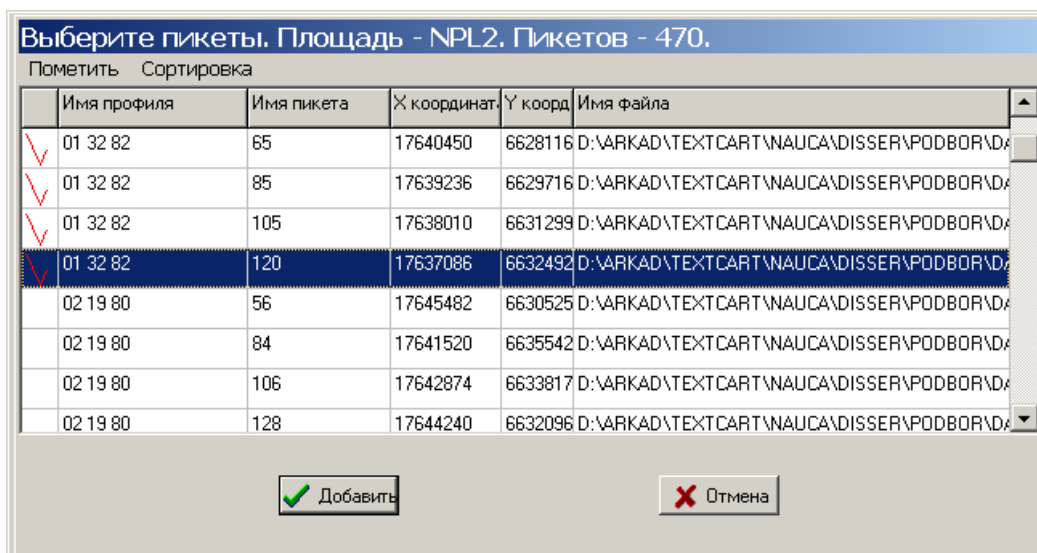 Выберите пикеты. Площадь - NPL2. Пикетов - 470.
Пометить Сортировка
Имя профиля Имя пикета X координат Y коорд Имя файла
01 32 82 65 17640450 6628116 D:\ARKAD\TEXTCART\NAUCA\DISSER\PODBOR\DA
01 32 82 85 17639236 6629716 D:\ARKAD\TEXTCART\NAUCA\DISSER\PODBOR\DA
01 32 82 105 17638010 6631299 D:\ARKAD\TEXTCART\NAUCA\DISSER\PODBOR\DA
01 32 82 120 17637086 6632492 D:\ARKAD\TEXTCART\NAUCA\DISSER\PODBOR\DA
02 19 80 56 17645482 6630525 D:\ARKAD\TEXTCART\NAUCA\DISSER\PODBOR\DA
02 19 80 84 17641520 6635542 D:\ARKAD\TEXTCART\NAUCA\DISSER\PODBOR\DA
02 19 80 106 17642874 6633817 D:\ARKAD\TEXTCART\NAUCA\DISSER\PODBOR\DA
02 19 80 128 17644240 6632096 D:\ARKAD\TEXTCART\NAUCA\DISSER\PODBOR\DA
Добавить Отмена